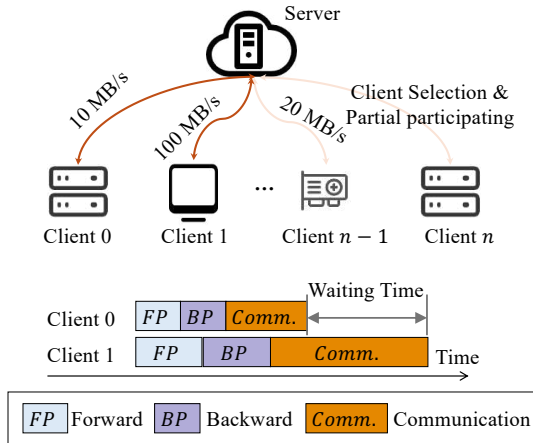 Server
10 MB/s
100 MB/s
20 MB/s
Client Selection &
Partial participating
...
Client 0
Client 1
Client n − 1
Client n
Waiting Time
Client 0 FP BP Comm.
Client 1 FP BP Comm.
Time
FP Forward BP Backward Comm. Communication